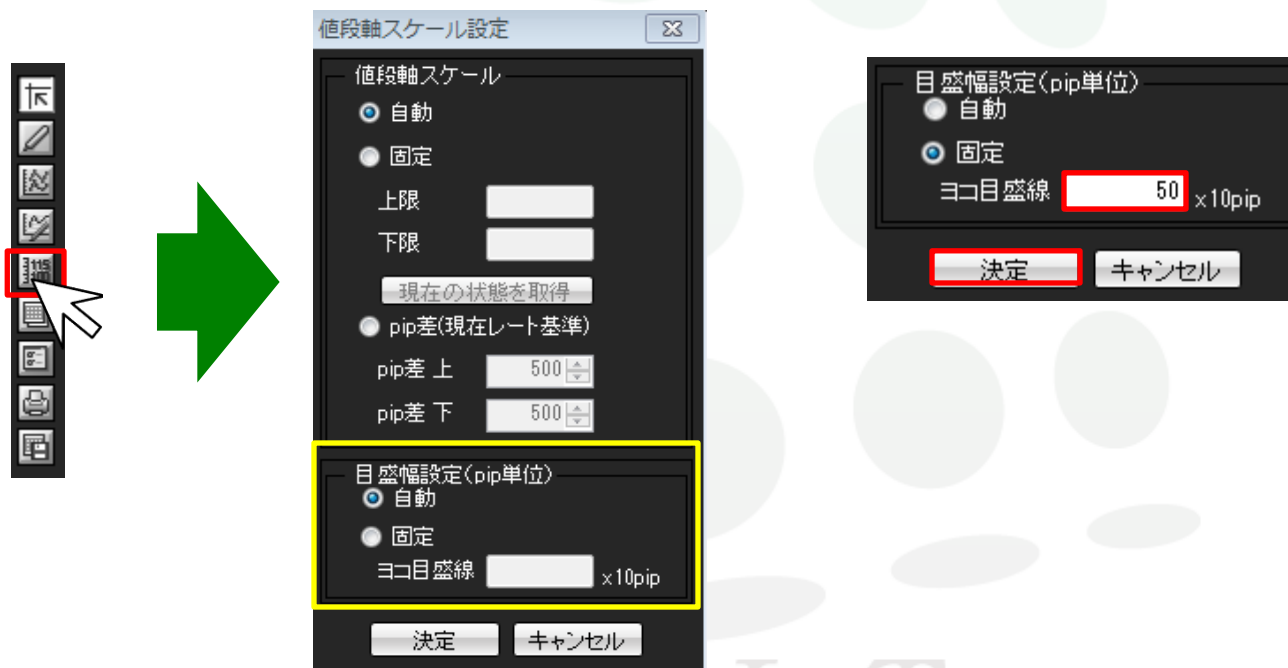 値段軸スケール設定
値段軸スケール
自動
固定
上限
下限
現在の状態を取得
pip差(現在レート基準)
pip差 上 500
pip差 下 500
目盛幅設定(pip単位)
自動
固定
ヨコ目盛線 ×10pip
決定 キャンセル
目盛幅設定(pip単位)
自動
固定
ヨコ目盛線 50 ×10pip
決定 キャンセル